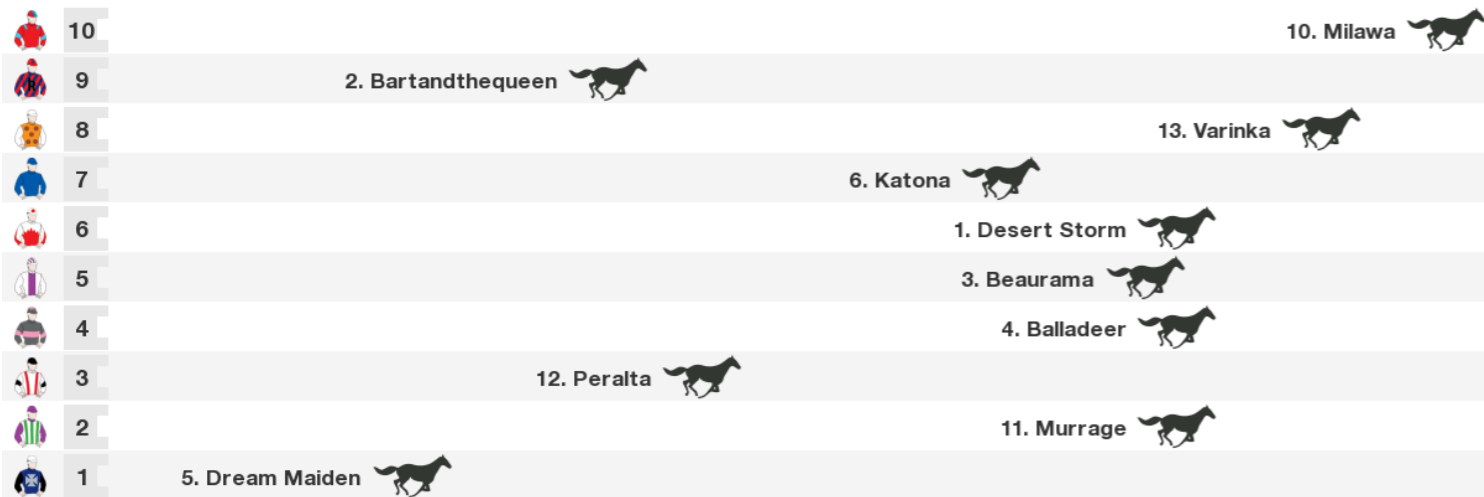 10 10. Milawa
9 2. Bartandthequeen
8 13. Varinka
7 6. Katona
6 1. Desert Storm
5 3. Beaurama
4 4. Balladeer
3 12. Peralta
2 11. Murrage
1 5. Dream Maiden